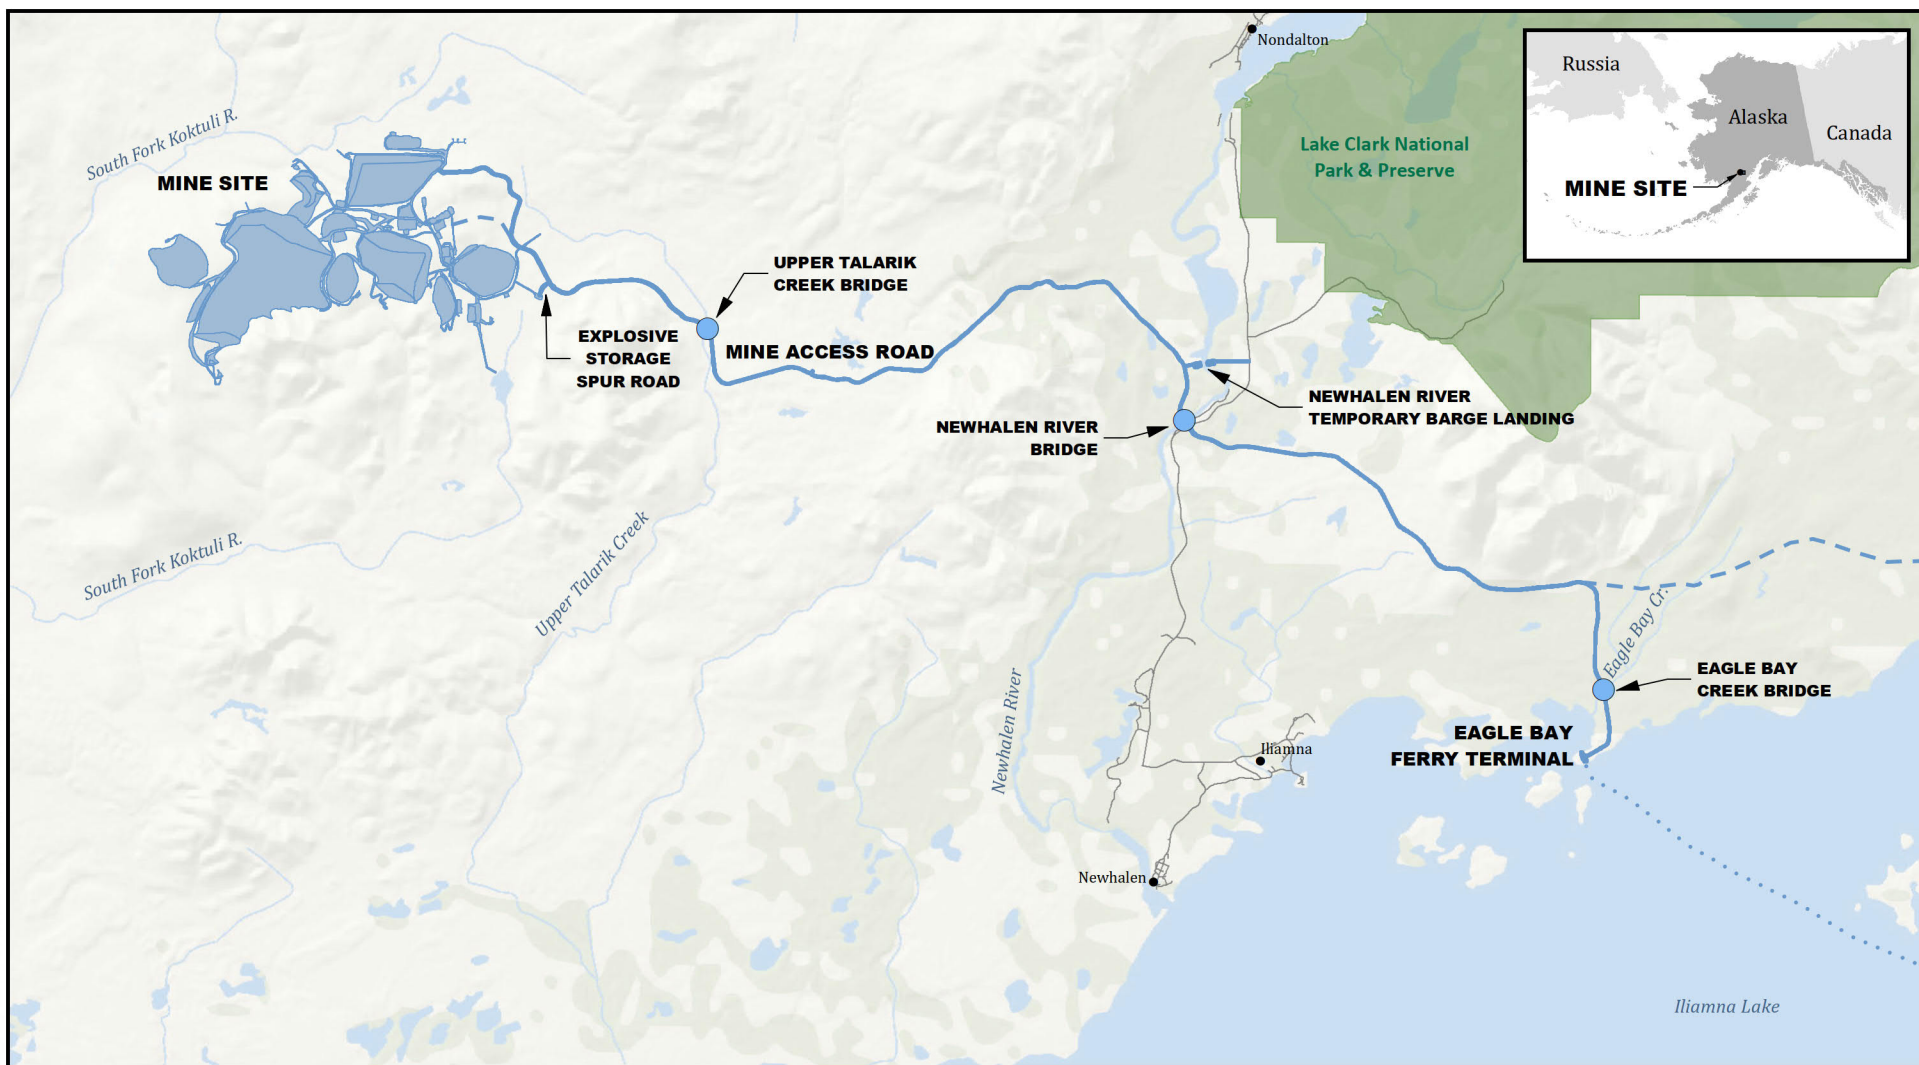 Nondalton
Russia
Alaska
Canada
MINE SITE
Lake Clark National
Park & Preserve
South Fork Koktuli R.
MINE SITE
UPPER TALARIK
CREEK BRIDGE
EXPLOSIVE
STORAGE
SPUR ROAD
MINE ACCESS ROAD
NEWHALEN RIVER
TEMPORARY BARGE LANDING
NEWHALEN RIVER
BRIDGE
South Fork Koktuli R.
Upper Talarik Creek
Newhalen River
Eagle Bay Cr.
EAGLE BAY
CREEK BRIDGE
EAGLE BAY
FERRY TERMINAL
Iliamna
Newhalen
Iliamna Lake